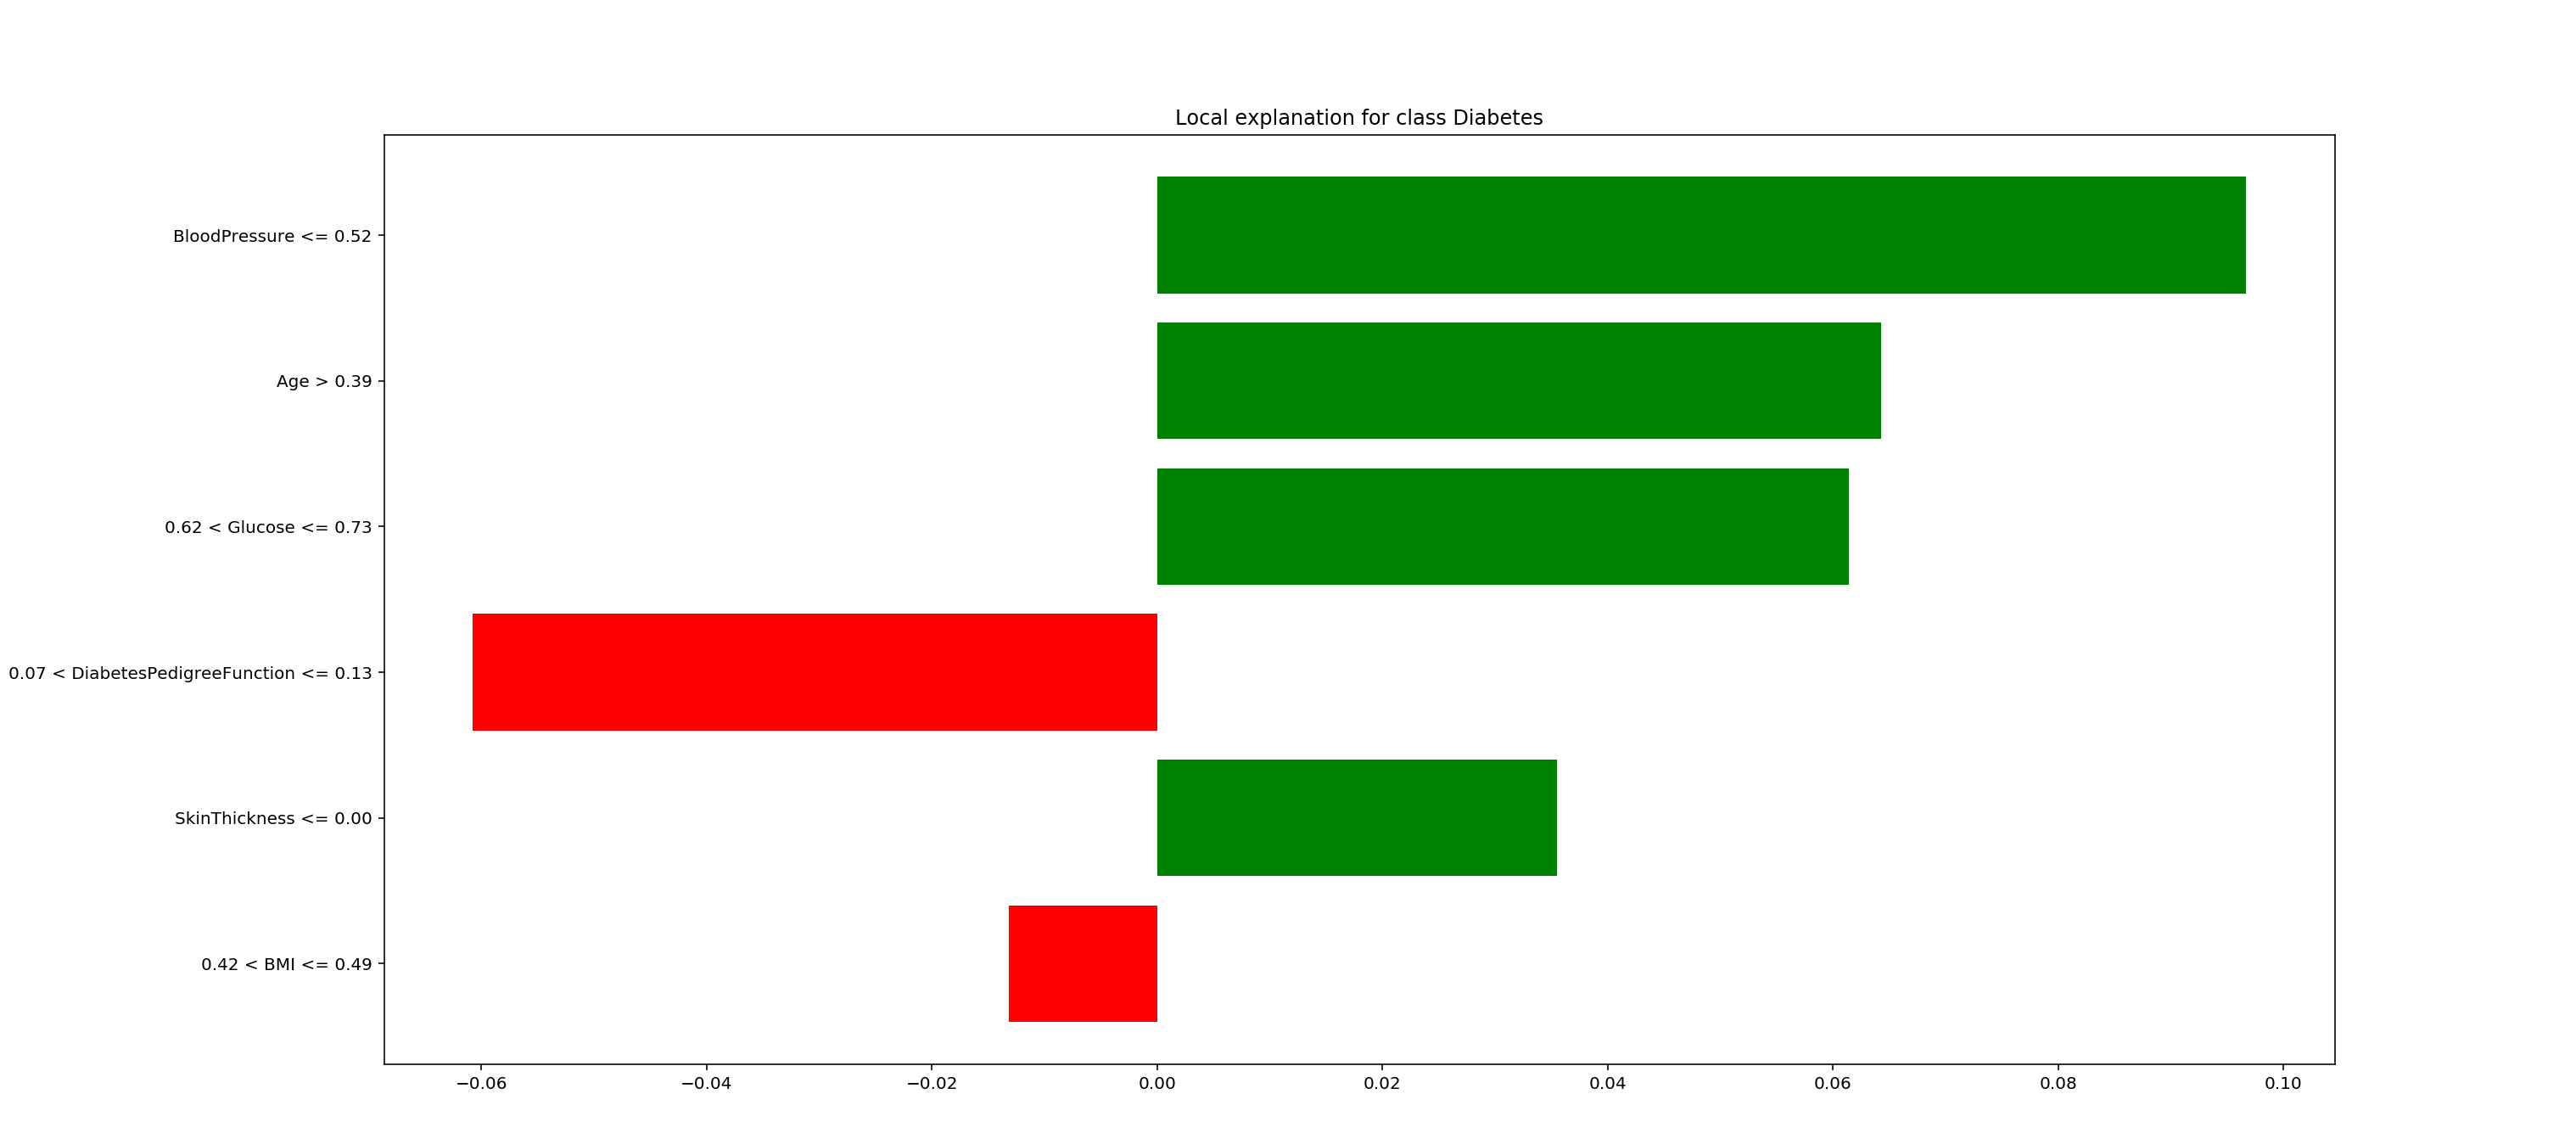 Local explanation for class Diabetes
BloodPressure <= 0.52
Age > 0.39
0.62 < Glucose <= 0.73
0.07 < DiabetesPedigreeFunction <= 0.13
SkinThickness <= 0.00
0.42 < BMI <= 0.49
−0.06 −0.04 −0.02 0.00 0.02 0.04 0.06 0.08 0.10